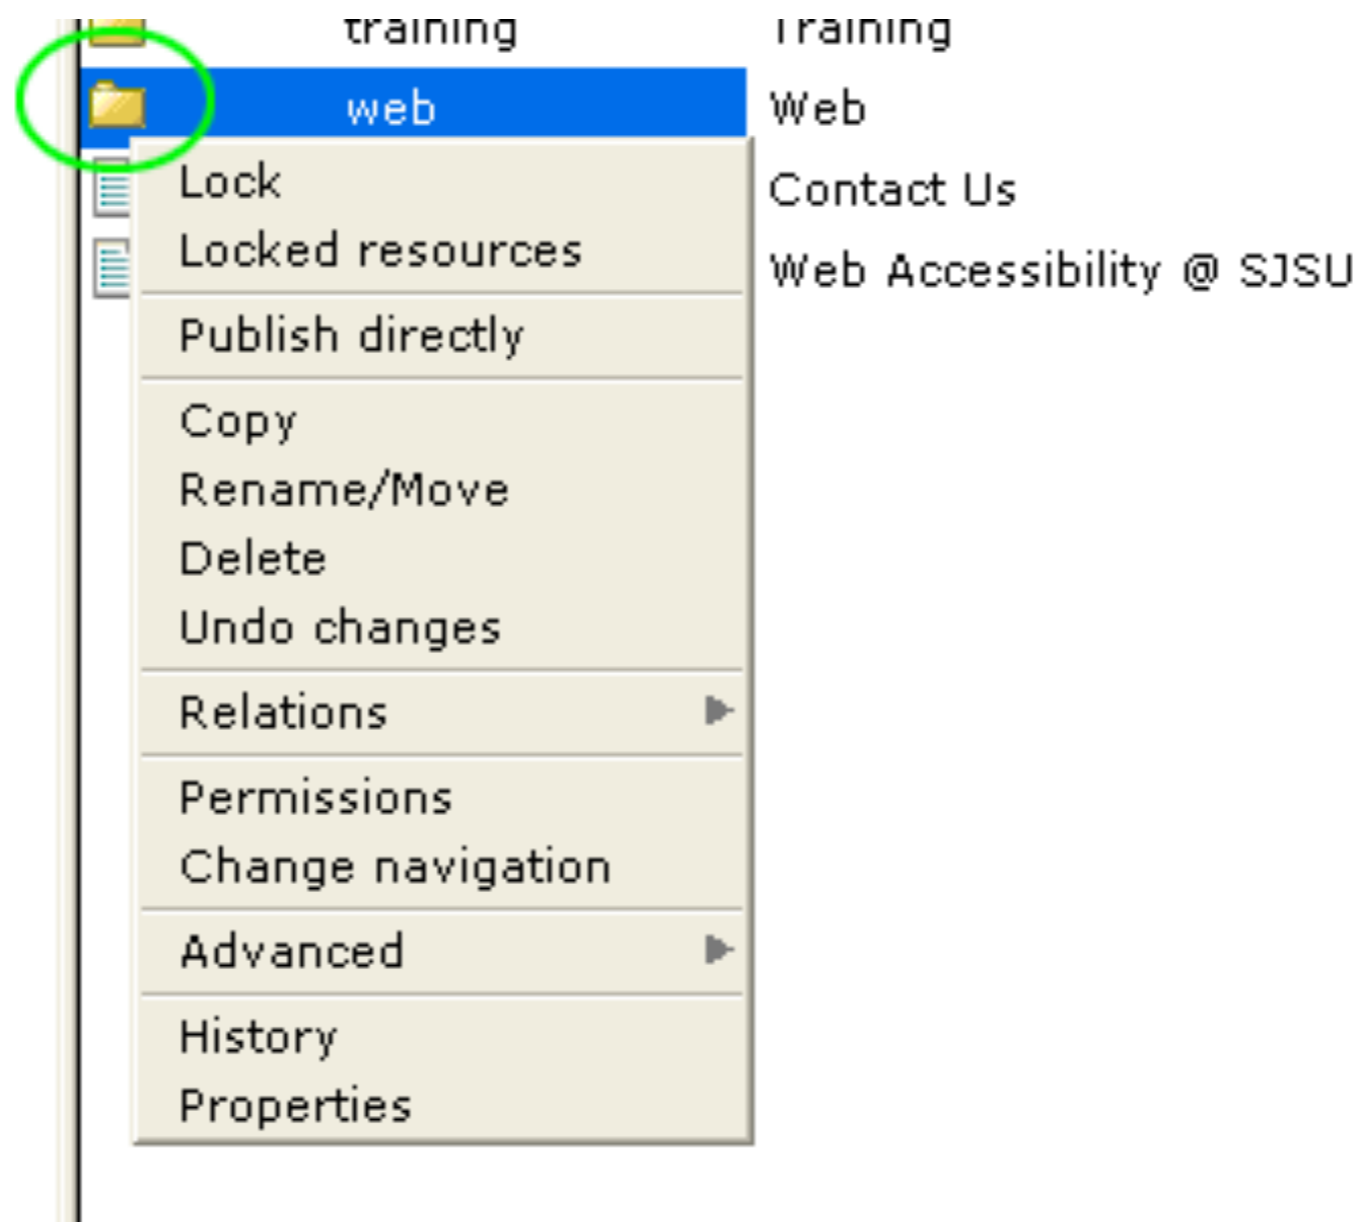 training Training
web Web
Lock
Contact Us
Locked resources
Web Accessibility @ SJSU
Publish directly
Copy
Rename/Move
Delete
Undo changes
Relations
Permissions
Change navigation
Advanced
History
Properties